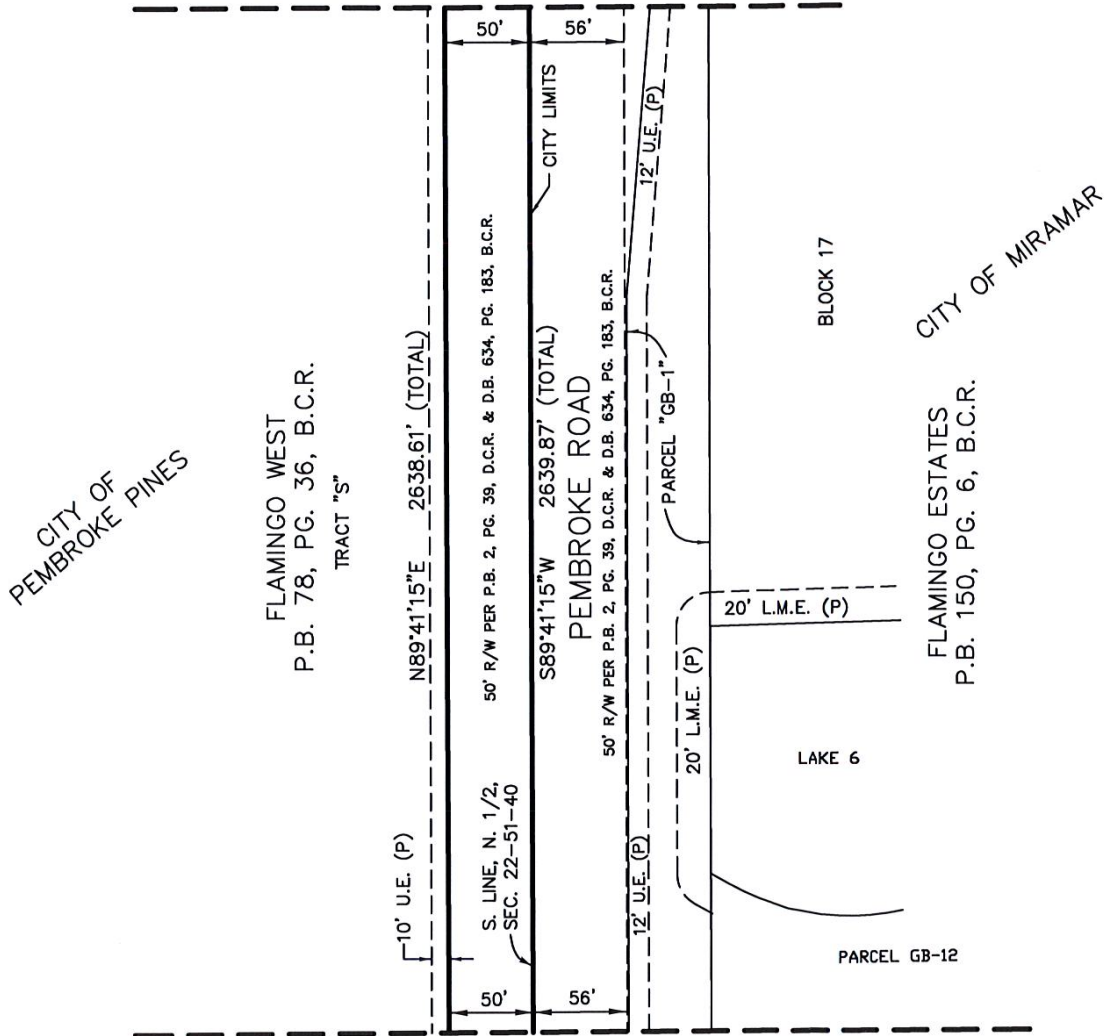 50'
56'
CITY LIMITS
12' U.E. (P)
CITY OF
PEMBROKE PINES
FLAMINGO WEST
P.B. 78, PG. 36, B.C.R.
TRACT "S"
N89°41'15"E 2638.61' (TOTAL)
50' R/W PER P.B. 2, PG. 39, D.C.R. & D.B. 634, PG. 183, B.C.R.
S89°41'15"W 2639.87' (TOTAL)
PEMBROKE ROAD
50' R/W PER P.B. 2, PG. 39, D.C.R. & D.B. 634, PG. 183, B.C.R.
PARCEL "GB-1"
BLOCK 17
CITY OF MIRAMAR
FLAMINGO ESTATES
P.B. 150, PG. 6, B.C.R.
20' L.M.E. (P)
20' L.M.E. (P)
LAKE 6
10' U.E. (P)
S. LINE, N. 1/2,
SEC. 22-51-40
12' U.E. (P)
PARCEL GB-12
50'
56'